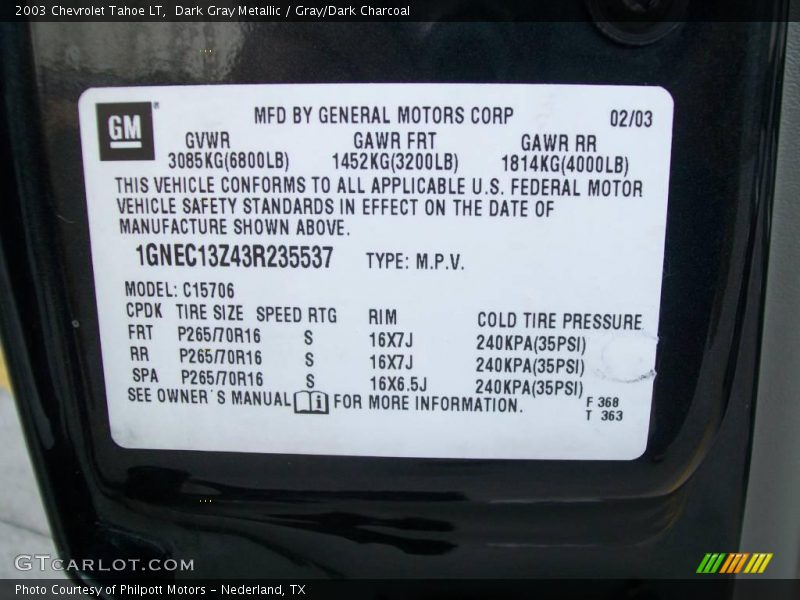 2003 Chevrolet Tahoe LT, Dark Gray Metallic / Gray/Dark Charcoal
GM
MFD BY GENERAL MOTORS CORP 02/03
GVWR GAWR FRT GAWR RR
3085KG(6800LB) 1452KG(3200LB) 1814KG(4000LB)
THIS VEHICLE CONFORMS TO ALL APPLICABLE U.S. FEDERAL MOTOR
VEHICLE SAFETY STANDARDS IN EFFECT ON THE DATE OF
MANUFACTURE SHOWN ABOVE.
1GNEC13Z43R235537 TYPE: M.P.V.
MODEL: C15706
CPDK TIRE SIZE SPEED RTG RIM COLD TIRE PRESSURE
FRT P265/70R16 S 16X7J 240KPA(35PSI)
RR P265/70R16 S 16X7J 240KPA(35PSI)
SPA P265/70R16 S 16X6.5J 240KPA(35PSI)
SEE OWNER'S MANUAL FOR MORE INFORMATION.
F 368
T 363
GTCARLOT.COM
Photo Courtesy of Philpott Motors - Nederland, TX